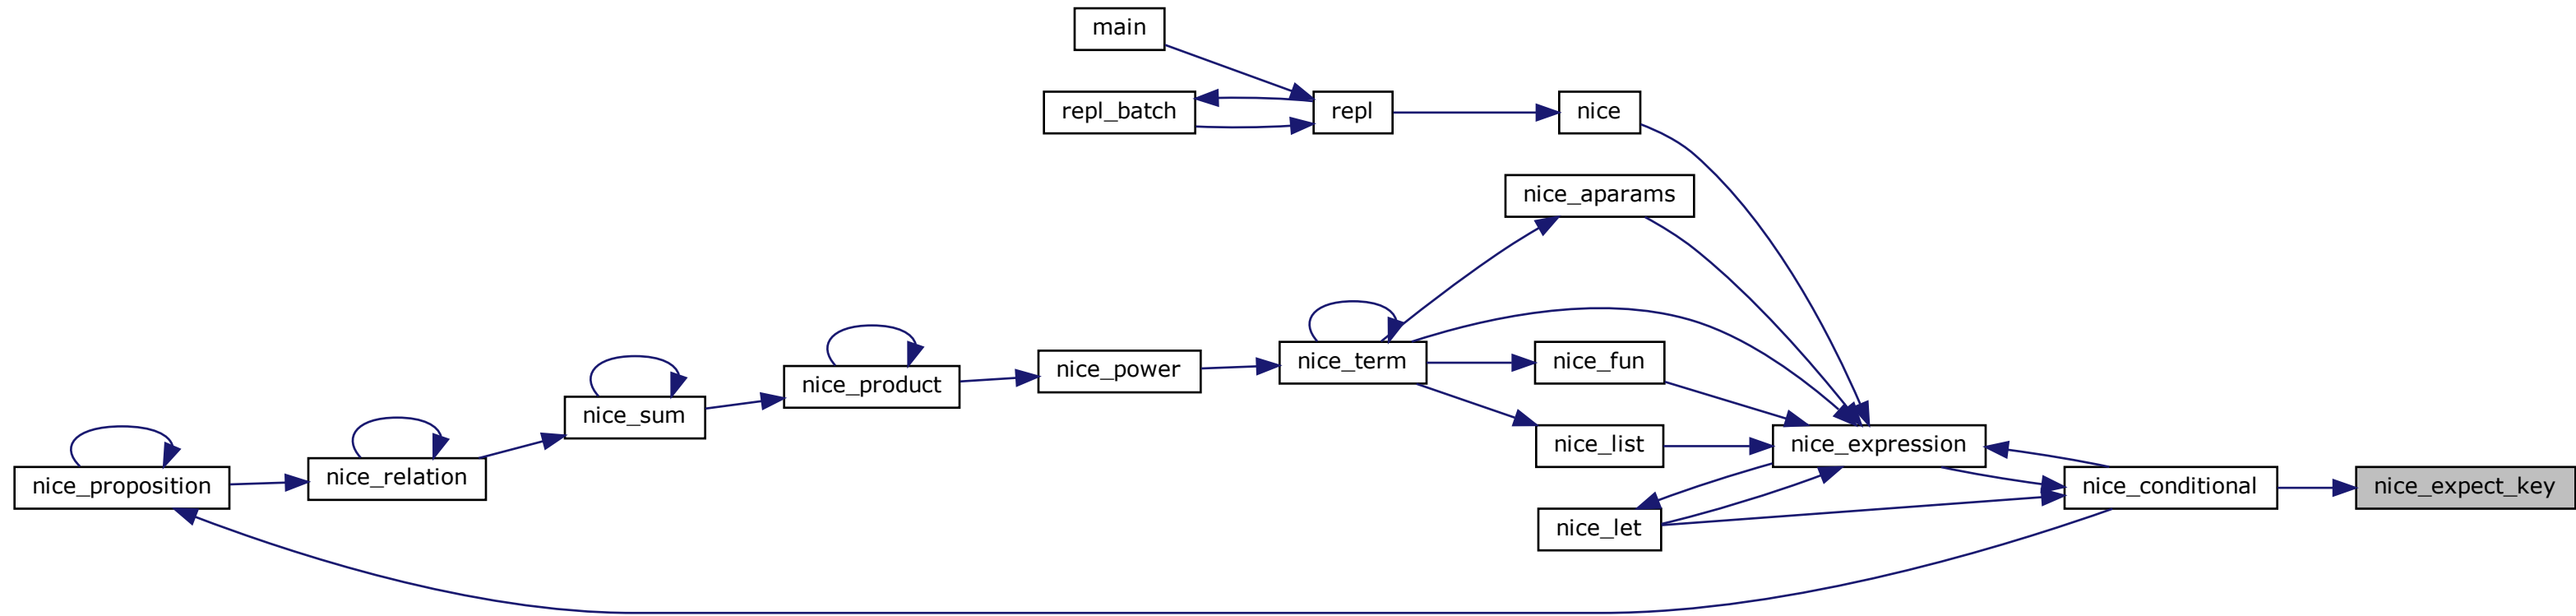 main
repl_batch
repl
nice
nice_aparams
nice_term
nice_fun
nice_power
nice_product
nice_sum
nice_list
nice_expression
nice_proposition
nice_relation
nice_conditional
nice_expect_key
nice_let